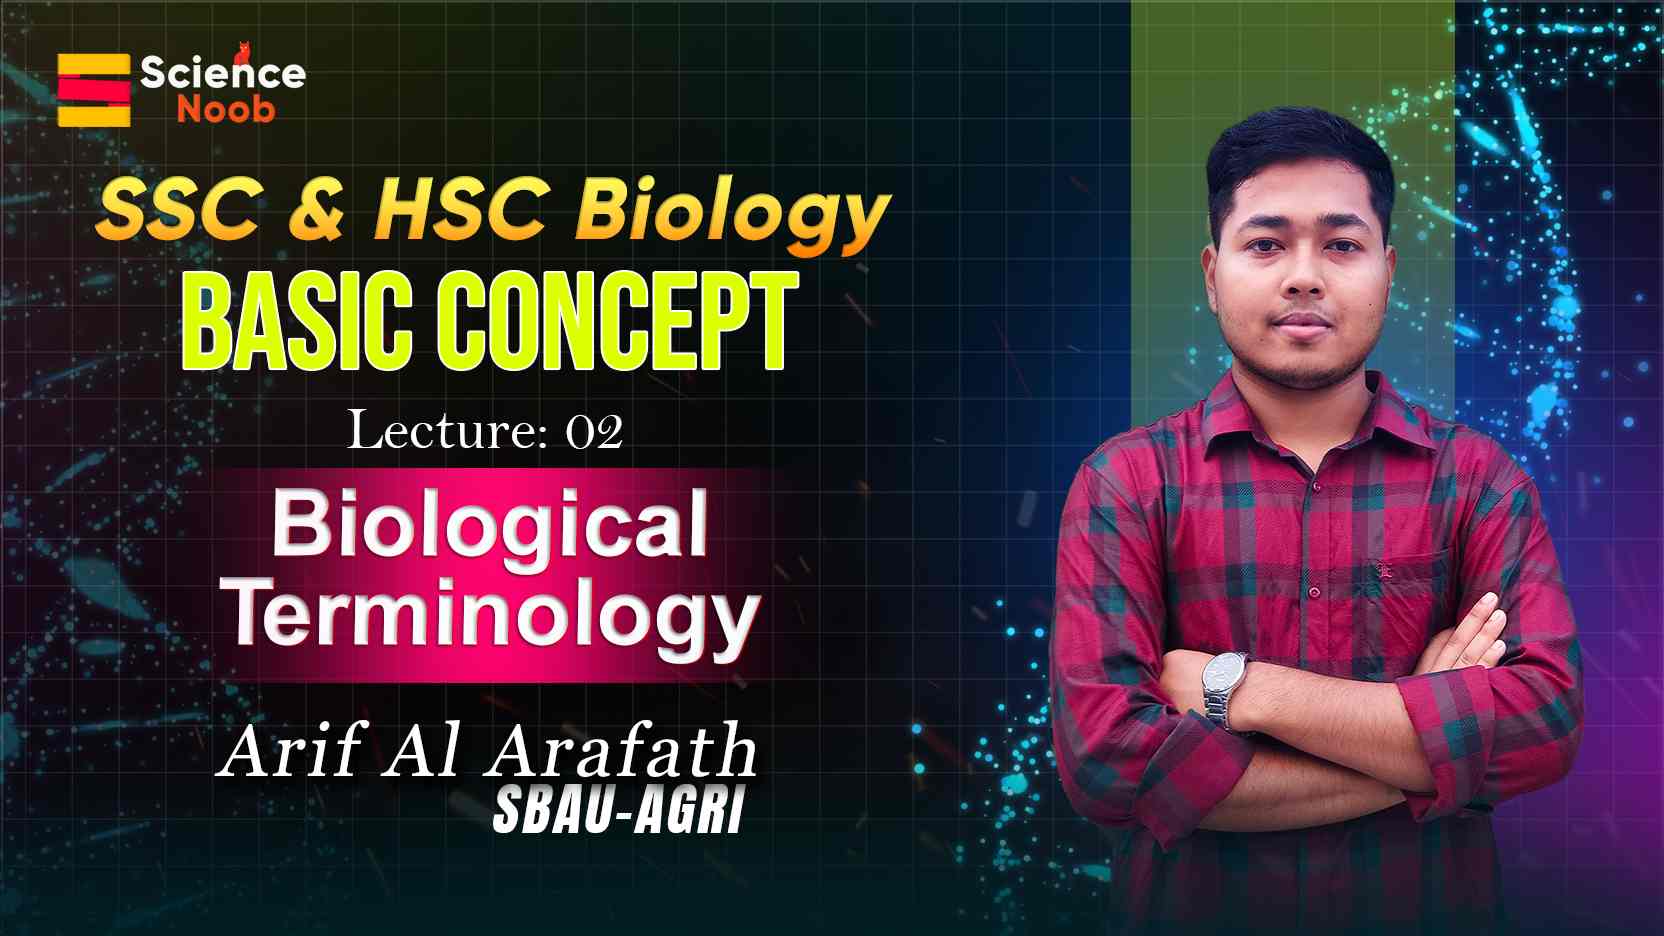 Science
Noob
SSC & HSC Biology
BASIC CONCEPT
Lecture: 02
Biological
Terminology
Arif Al Arafath
SBAU-AGRI